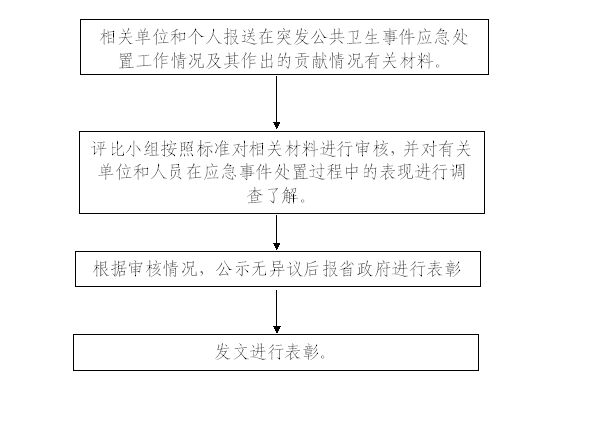 相关单位和个人报送在突发公共卫生事件应急处
置工作情况及其作出的贡献情况有关材料。
评比小组按照标准对相关材料进行审核,并对有关
单位和人员在应急事件处置过程中的表现进行调
查了解。
根据审核情况，公示无异议后报省政府进行表彰
发文进行表彰。